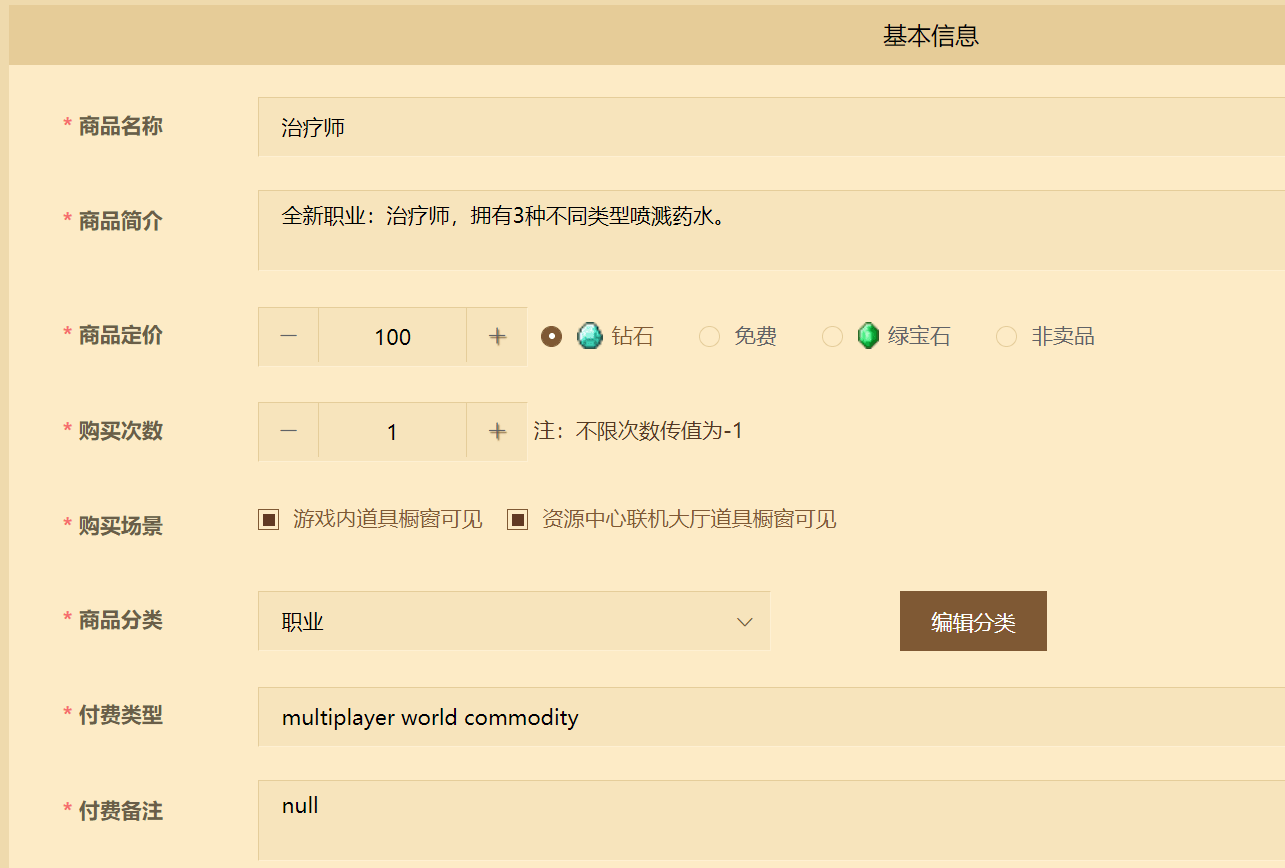 基本信息
* 商品名称 治疗师
* 商品简介 全新职业：治疗师，拥有3种不同类型喷溅药水。
* 商品定价 － 100 + 钻石 免费 绿宝石 非卖品
* 购买次数 － 1 + 注：不限次数传值为-1
* 购买场景 游戏内道具橱窗可见 资源中心联机大厅道具橱窗可见
* 商品分类 职业 编辑分类
* 付费类型 multiplayer world commodity
* 付费备注 null